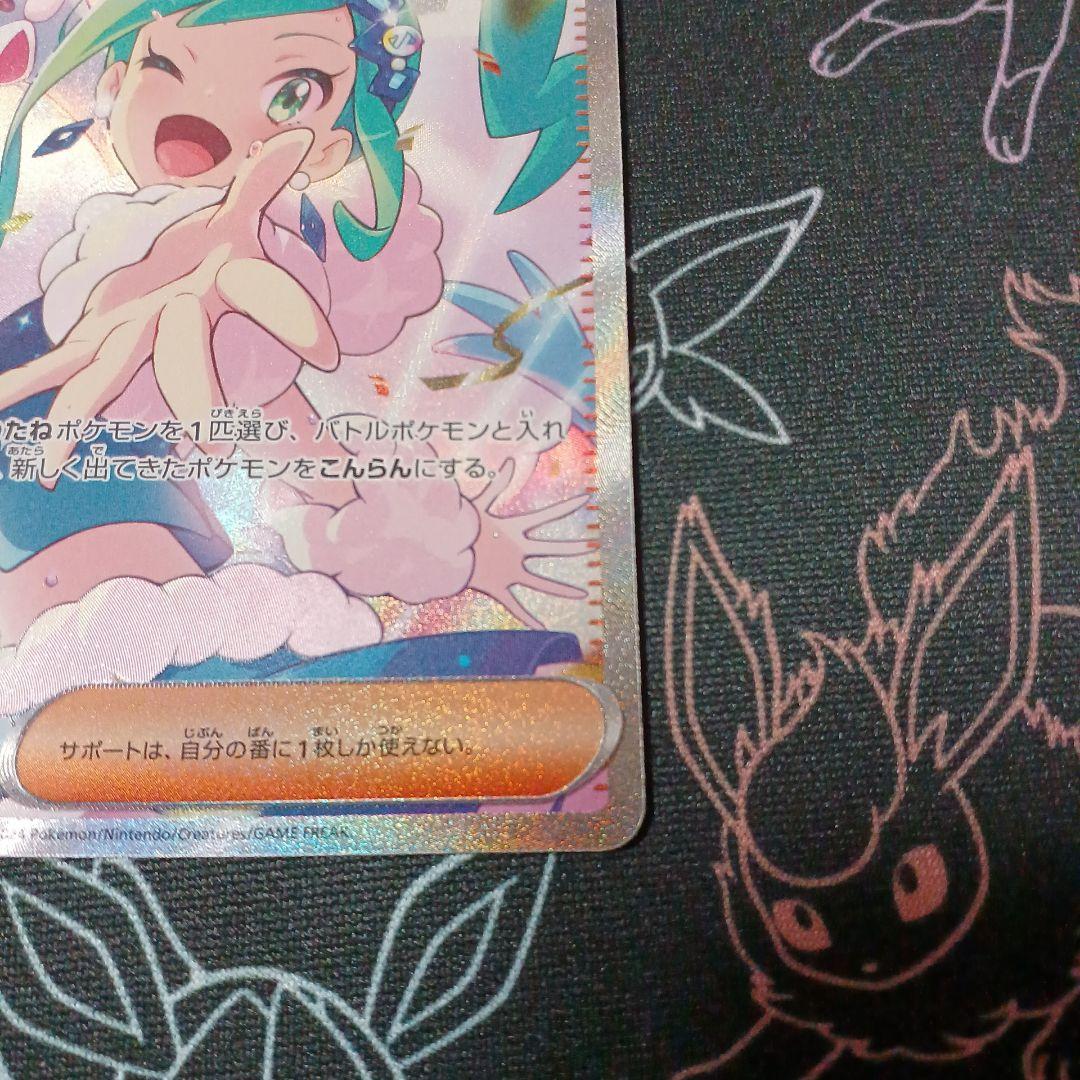 たねポケモンを1匹選び、バトルポケモンと入れ
新しく出てきたポケモンをこんらんにする。
サポートは、自分の番に1枚しか使えない。
Pokémon/Nintendo/Creatures/GAME FREAK.